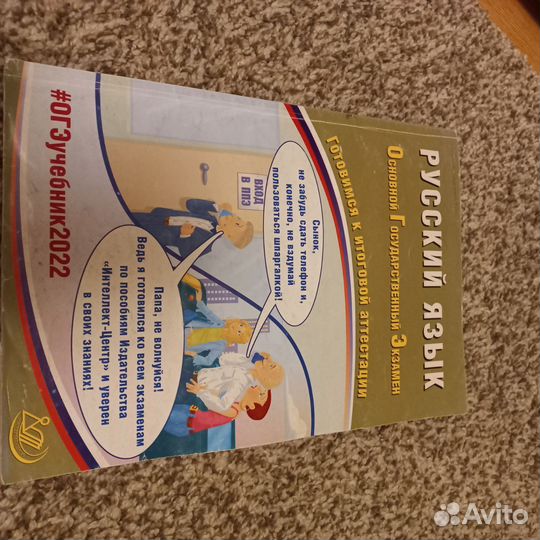 РУССКИЙ ЯЗЫК
Основной Государственный Экзамен
Готовимся к итоговой аттестации
Сынок,
не забудь сдать телефон и,
конечно, не вздумай
пользоваться шпаргалкой!
ВХОД
В ППЭ
Папа, не волнуйся!
Ведь я готовился ко всем экзаменам
по пособиям Издательства
«Интеллект-Центр» и уверен
в своих знаниях!
#ОГЭучебник2022
Avito